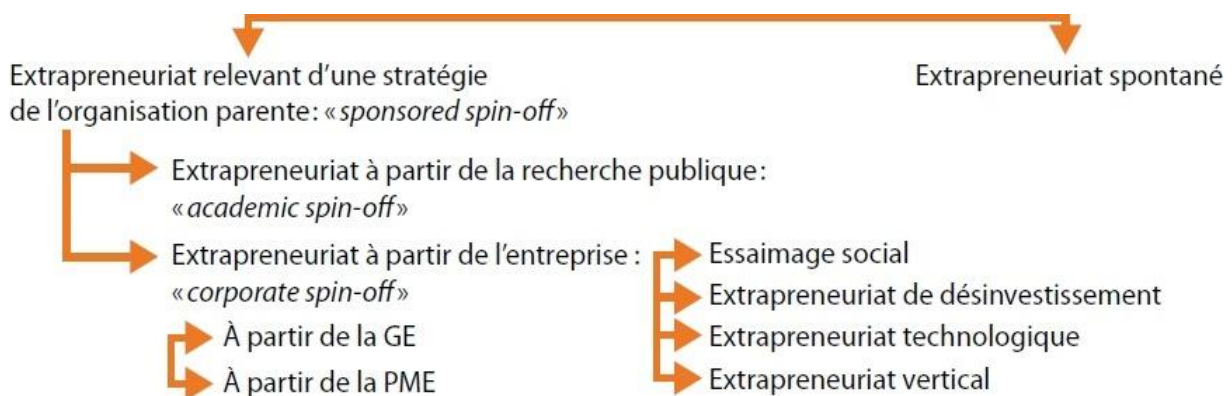 Extrapreneuriat relevant d’une stratégie
de l’organisation parente: «sponsored spin-off»
Extrapreneuriat spontané
Extrapreneuriat à partir de la recherche publique:
«academic spin-off»
Extrapreneuriat à partir de l’entreprise :
«corporate spin-off»
À partir de la GE
À partir de la PME
Essaimage social
Extrapreneuriat de désinvestissement
Extrapreneuriat technologique
Extrapreneuriat vertical